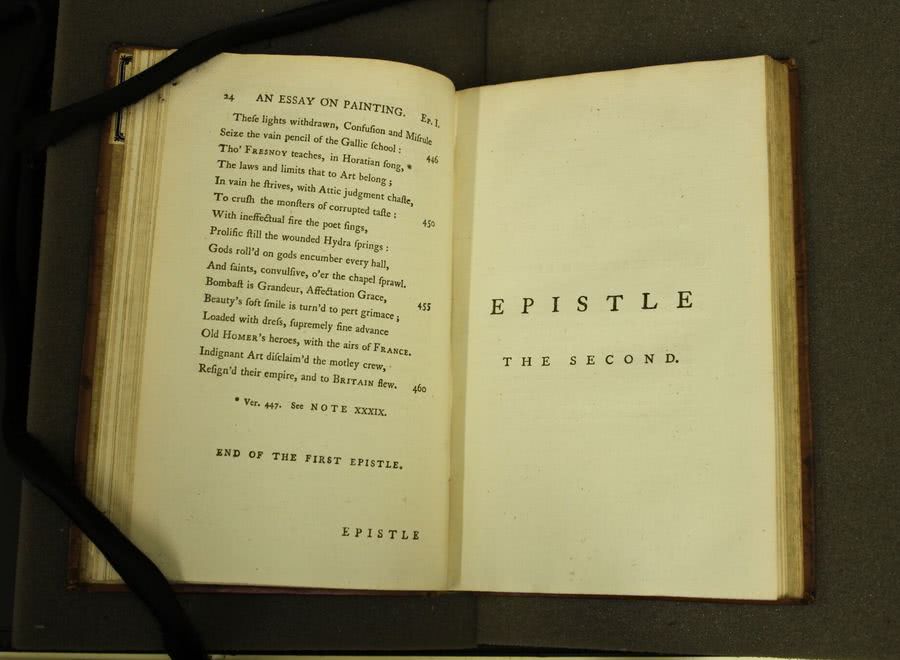 24 AN ESSAY ON PAINTING. Ep. I.
Theſe lights withdrawn, Confuſion and Miſrule
Seize the vain pencil of the Gallic ſchool : 446
Tho' Fresnoy teaches, in Horatian ſong, *
The laws and limits that to Art belong ;
In vain he ſtrives, with Attic judgment chaſte,
To cruſh the monſters of corrupted taſte : 450
With ineffectual fire the poet ſings,
Prolific ſtill the wounded Hydra ſprings :
Gods roll'd on gods encumber every hall,
And ſaints, convulſive, o'er the chapel ſprawl.
Bombaſt is Grandeur, Affectation Grace, 455
Beauty's ſoft ſmile is turn'd to pert grimace ;
Loaded with dreſs, ſupremely fine advance
Old Homer's heroes, with the airs of France.
Indignant Art diſclaim'd the motley crew,
Reſign'd their empire, and to Britain flew. 460
* Ver. 447. See NOTE XXXIX.
END OF THE FIRST EPISTLE.
EPISTLE
EPISTLE
THE SECOND.